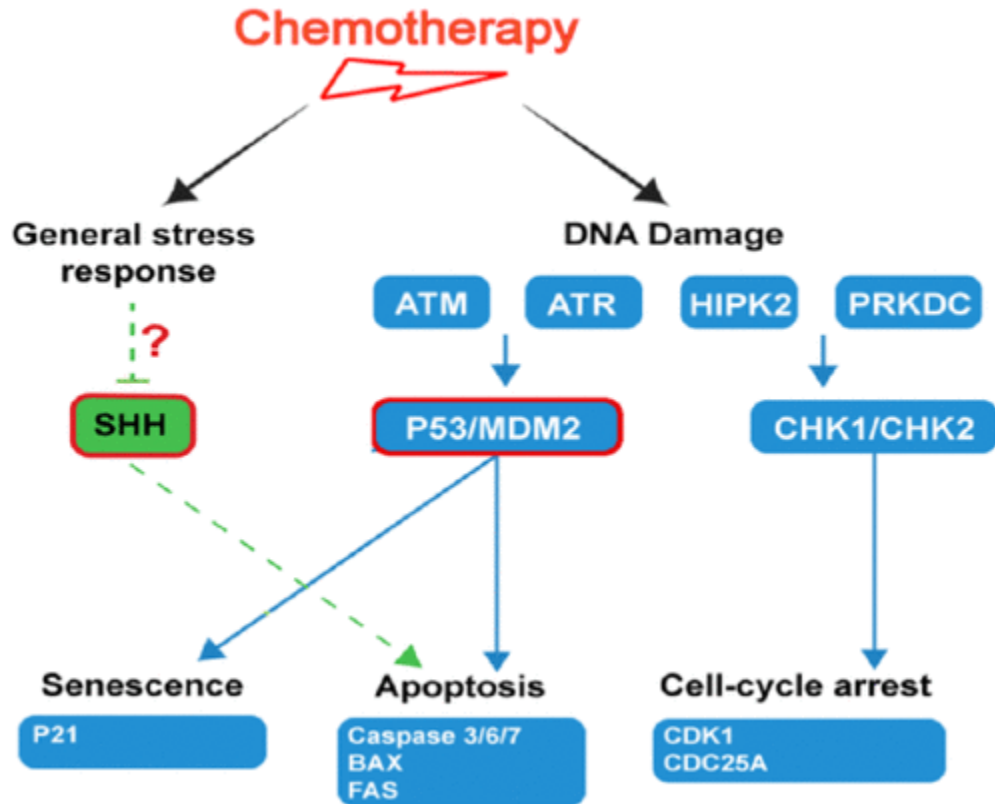 Chemotherapy
General stress
response
DNA Damage
ATM
ATR
HIPK2
PRKDC
?
SHH
P53/MDM2
CHK1/CHK2
Senescence
P21
Apoptosis
Caspase 3/6/7
BAX
FAS
Cell-cycle arrest
CDK1
CDC25A